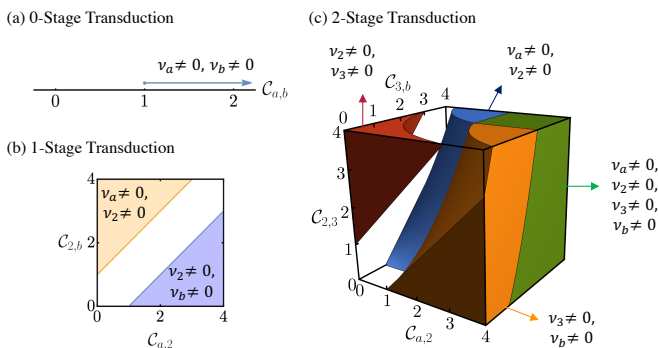 (a) 0-Stage Transduction
ν_a ≠ 0, ν_b ≠ 0
0 1 2 C_{a,b}
(b) 1-Stage Transduction
4
ν_a ≠ 0,
ν_2 ≠ 0
C_{2,b} 2
ν_2 ≠ 0,
ν_b ≠ 0
0
0 2 4
C_{a,2}
(c) 2-Stage Transduction
ν_2 ≠ 0,
ν_3 ≠ 0
C_{3,b}
ν_a ≠ 0,
ν_2 ≠ 0
0 1 2 3 4
4
3
C_{2,3} 2
1
0
0 1 2 3 4
C_{a,2}
ν_a ≠ 0,
ν_2 ≠ 0,
ν_3 ≠ 0,
ν_b ≠ 0
ν_3 ≠ 0,
ν_b ≠ 0